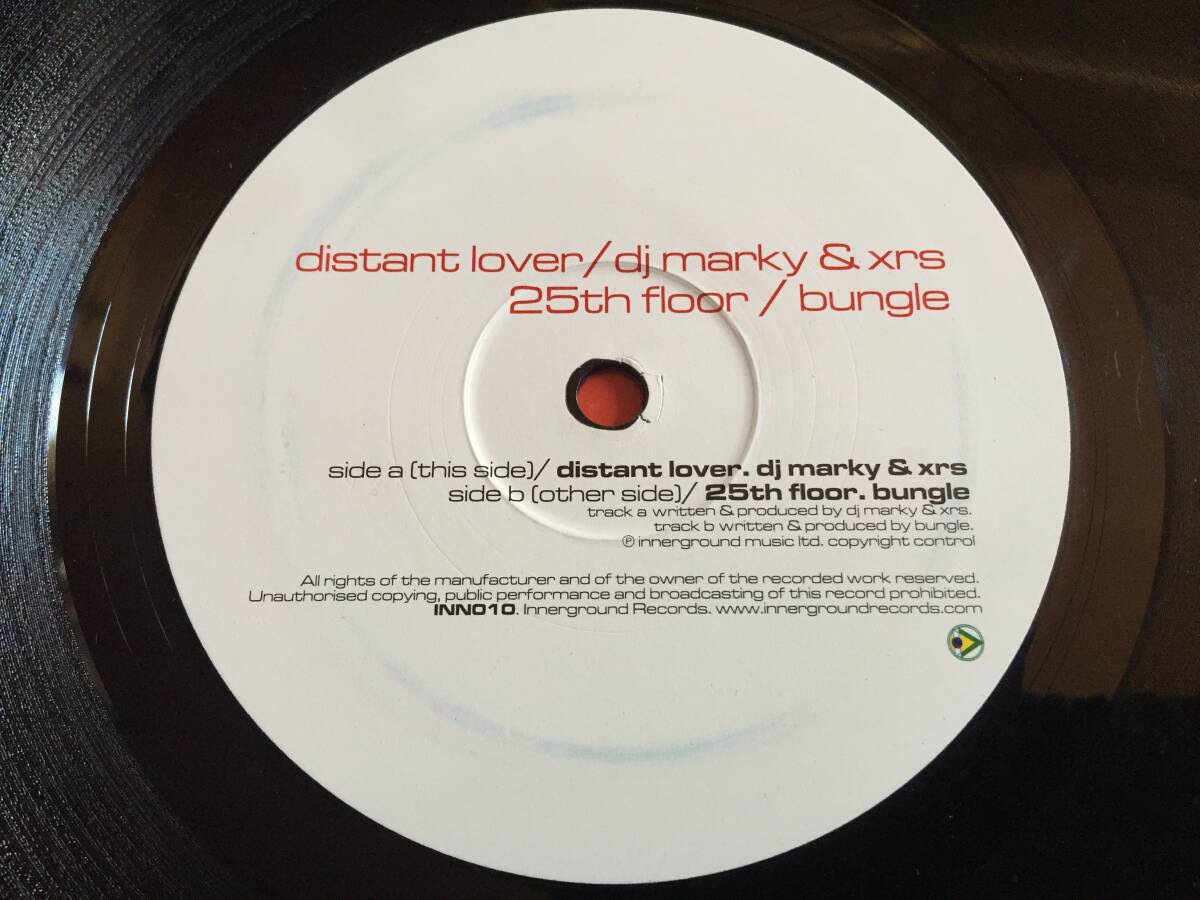 distant lover/dj marky & xrs
25th floor / bungle
side a (this side)/ distant lover. dj marky & xrs
side b (other side)/ 25th floor. bungle
track a written & produced by dj marky & xrs.
track b written & produced by bungle.
℗ innerground music ltd. copyright control
All rights of the manufacturer and of the owner of the recorded work reserved.
Unauthorised copying, public performance and broadcasting of this record prohibited.
INN010. Innerground Records. www.innergroundrecords.com